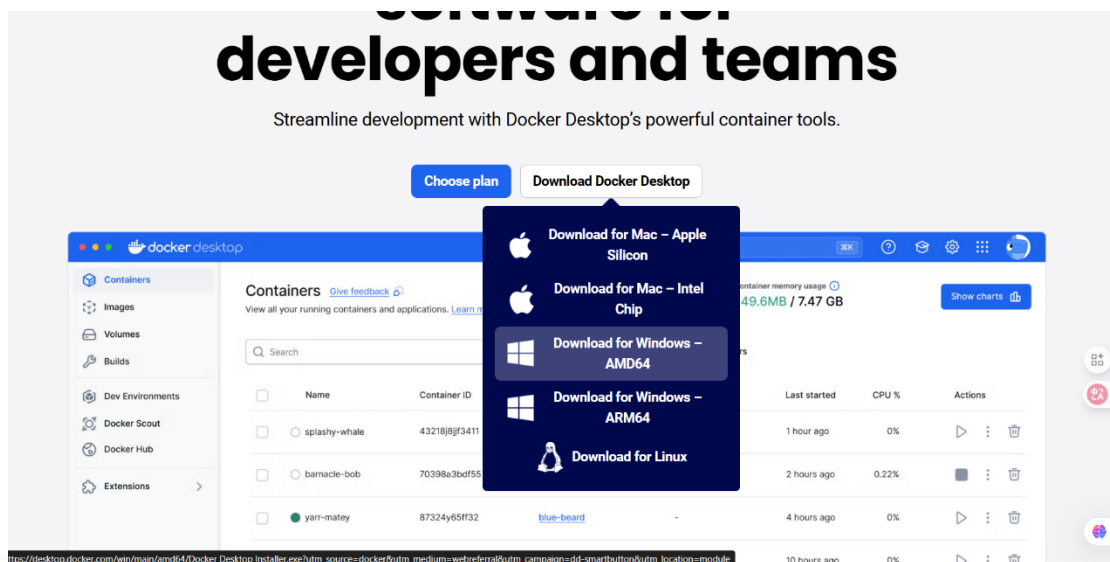 software for
developers and teams
Streamline development with Docker Desktop's powerful container tools.
Choose plan
Download Docker Desktop
Download for Mac – Apple
Silicon
Download for Mac – Intel
Chip
Download for Windows –
AMD64
Download for Windows –
ARM64
Download for Linux
docker desktop
⌘K
Containers
Images
Volumes
Builds
Dev Environments
Docker Scout
Docker Hub
Extensions
Containers Give feedback
View all your running containers and applications. Learn
container memory usage
49.6MB / 7.47 GB
Show charts
Search
Name Container ID Last started CPU % Actions
splashy-whale 43218j8jjf3411 1 hour ago 0%
barnacle-bob 70398a3bdf55 2 hours ago 0.22%
yarr-matey 87324y65ff32 blue-beard - 4 hours ago 0%
10 hours ago 0%
ttps://desktop.docker.com/win/main/amd64/Docker Desktop Installer.exe?utm_source=docker&utm_medium=webreferral&utm_campaign=dd-smartbutton&utm_location=module